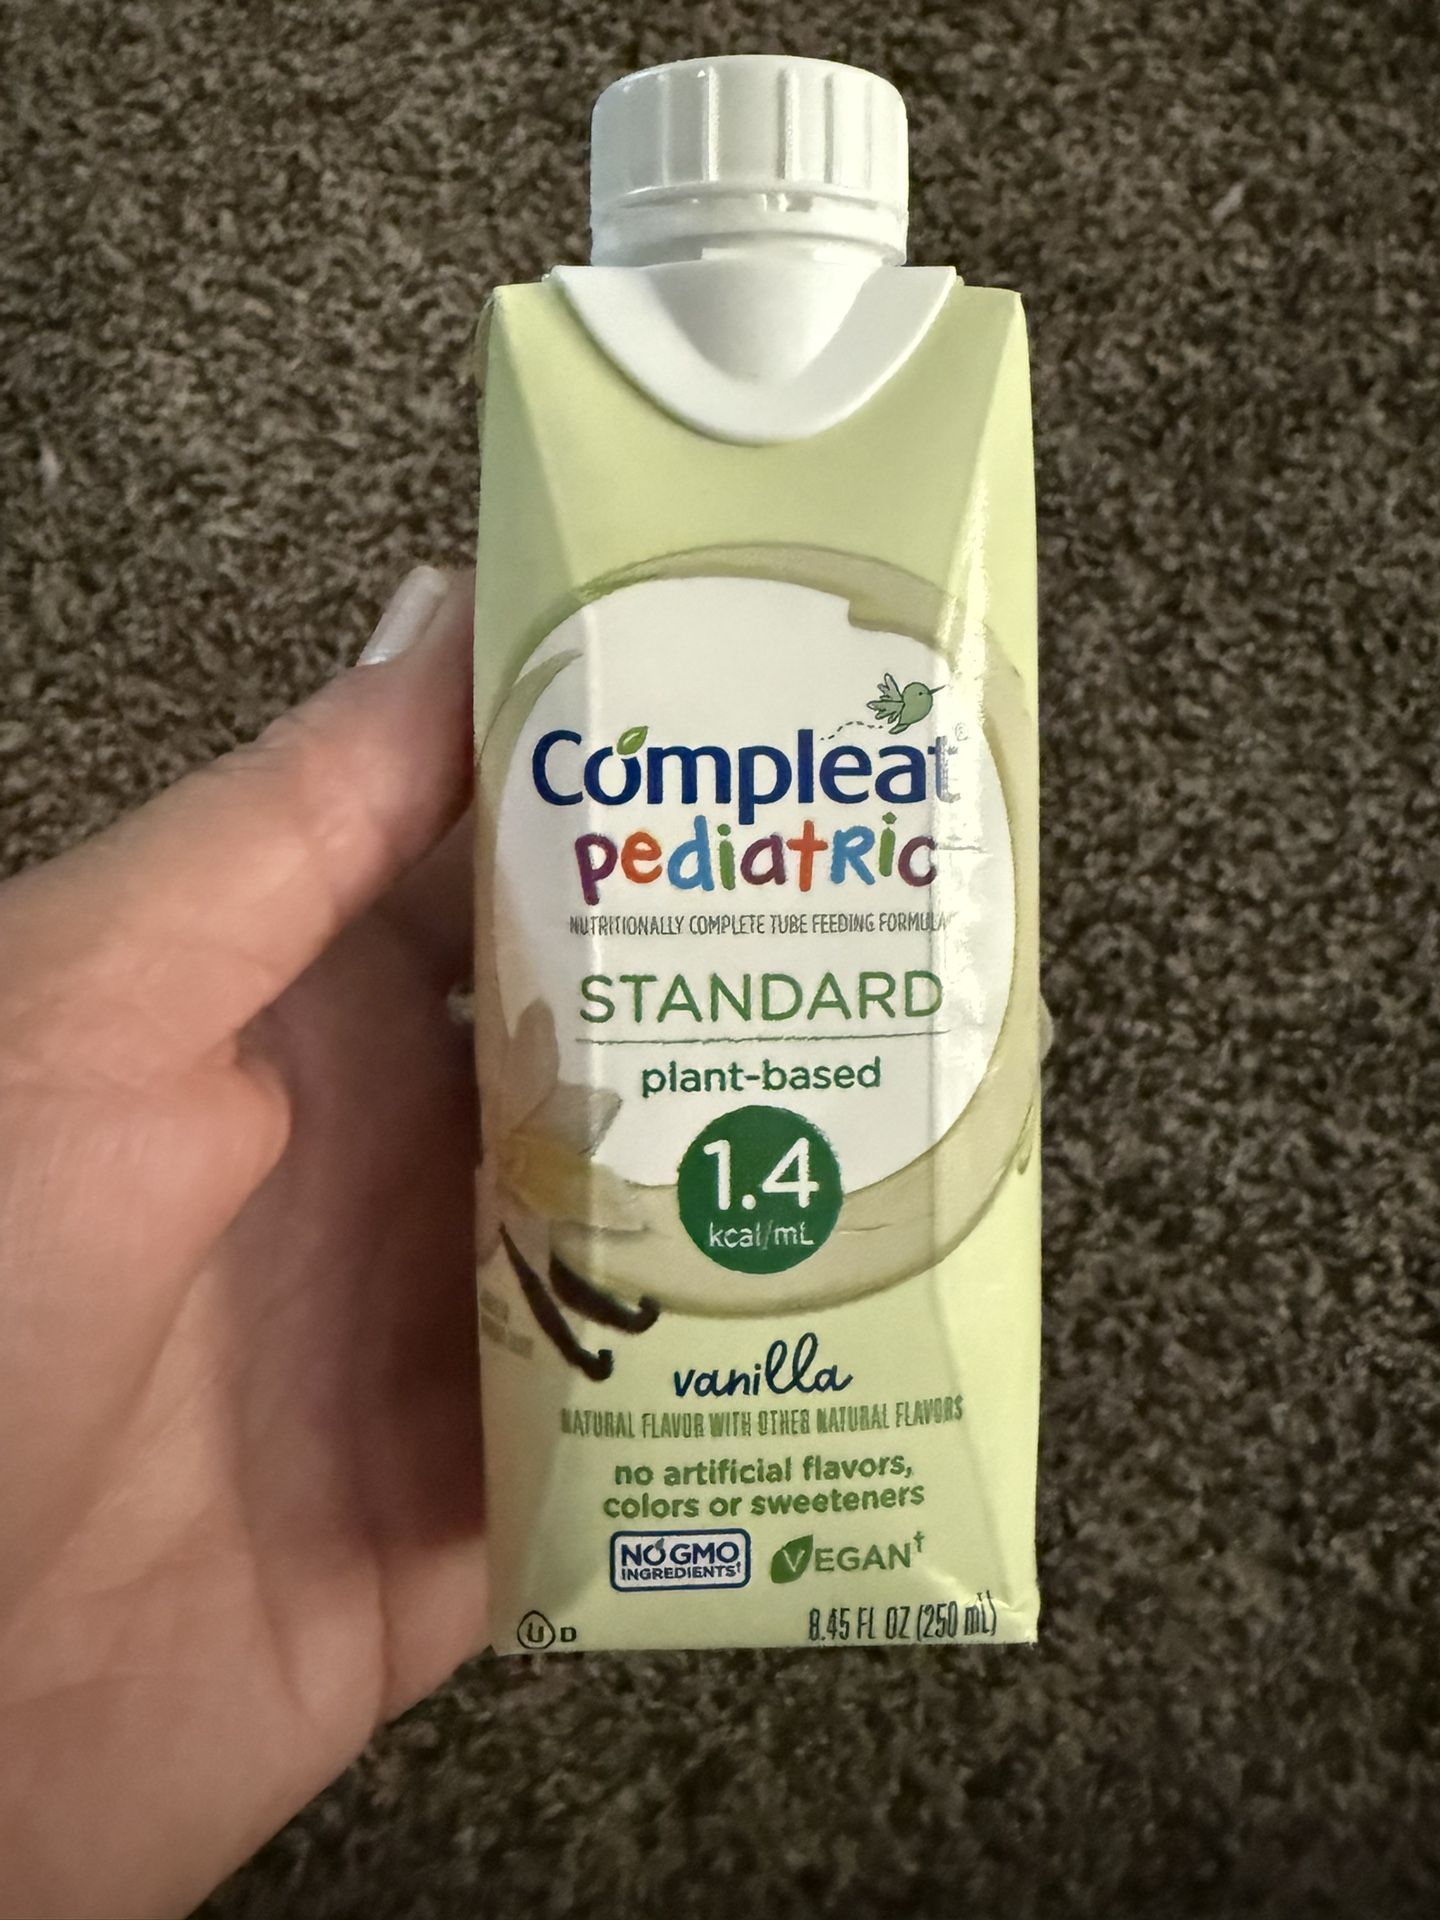 Compleat®
pediatric
NUTRITIONALLY COMPLETE TUBE FEEDING FORMULA
STANDARD
plant-based
1.4
kcal/mL
vanilla
NATURAL FLAVOR WITH OTHER NATURAL FLAVORS
no artificial flavors,
colors or sweeteners
NO GMO
INGREDIENTS†
VEGAN†
U D
8.45 FL OZ (250 mL)